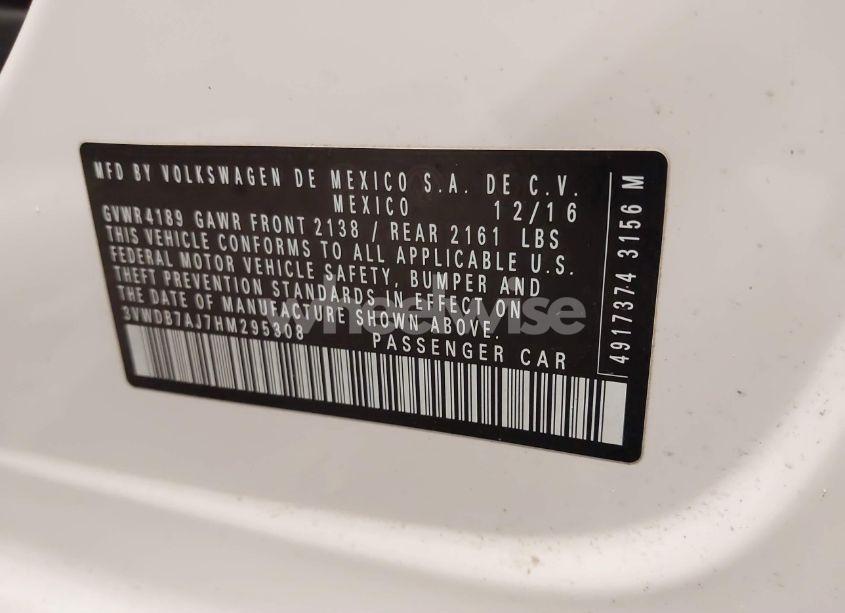 MFD BY VOLKSWAGEN DE MEXICO S.A. DE C.V.
MEXICO 12/16
GVWR4189 GAWR FRONT 2138 / REAR 2161 LBS
THIS VEHICLE CONFORMS TO ALL APPLICABLE U.S.
FEDERAL MOTOR VEHICLE SAFETY, BUMPER AND
THEFT PREVENTION STANDARDS IN EFFECT ON
THE DATE OF MANUFACTURE SHOWN ABOVE.
3VWDB7AJ7HM295308 PASSENGER CAR
4917374 3156 M
wheelwise